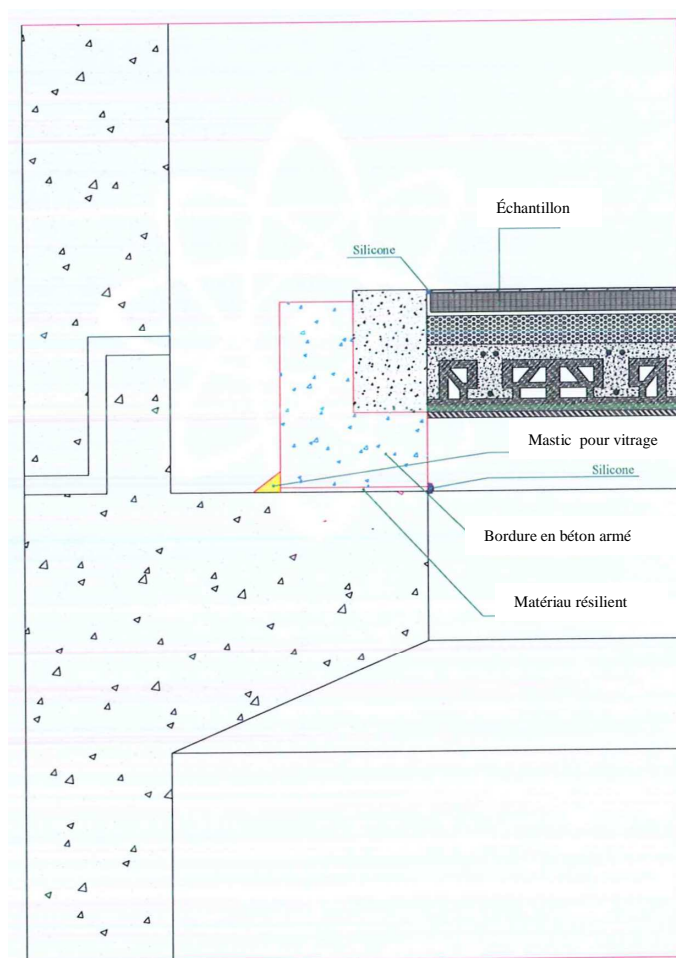 Échantillon
Silicone
Mastic pour vitrage
Silicone
Bordure en béton armé
Matériau résilient